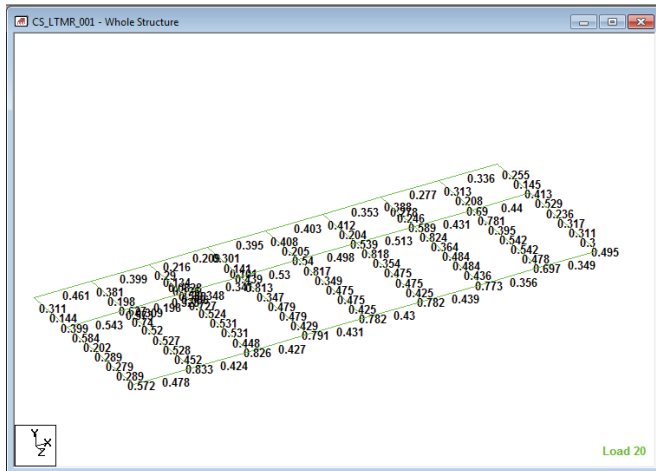 CS_LTMR_001 - Whole Structure
0.336 0.255
0.277 0.313 0.145
0.353 0.388 0.208 0.413
0.403 0.412 0.246 0.69 0.44 0.529
0.395 0.408 0.204 0.589 0.431 0.781 0.236
0.301 0.205 0.539 0.513 0.824 0.395 0.317
0.216 0.54 0.498 0.818 0.364 0.542 0.311
0.399 0.53 0.817 0.354 0.484 0.542 0.3
0.461 0.381 0.349 0.475 0.484 0.478 0.495
0.311 0.198 0.348 0.813 0.475 0.475 0.436 0.697 0.349
0.144 0.198 0.727 0.347 0.475 0.425 0.773 0.356
0.399 0.543 0.74 0.524 0.479 0.425 0.782 0.439
0.584 0.52 0.531 0.479 0.782 0.43
0.202 0.527 0.531 0.429 0.791 0.431
0.289 0.528 0.448 0.826 0.427
0.279 0.452 0.833 0.424
0.289 0.478
0.572
Y
X
Z
Load 20